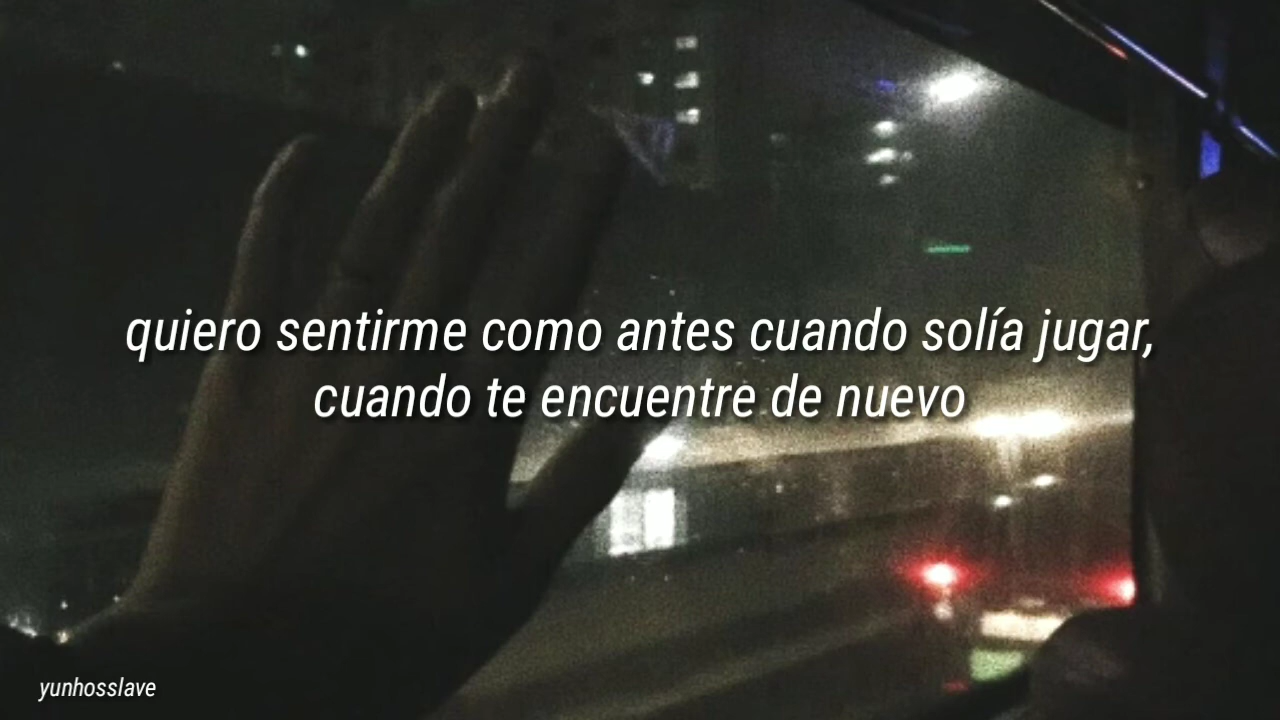 quiero sentirme como antes cuando solía jugar,
cuando te encuentre de nuevo
yunhosslave